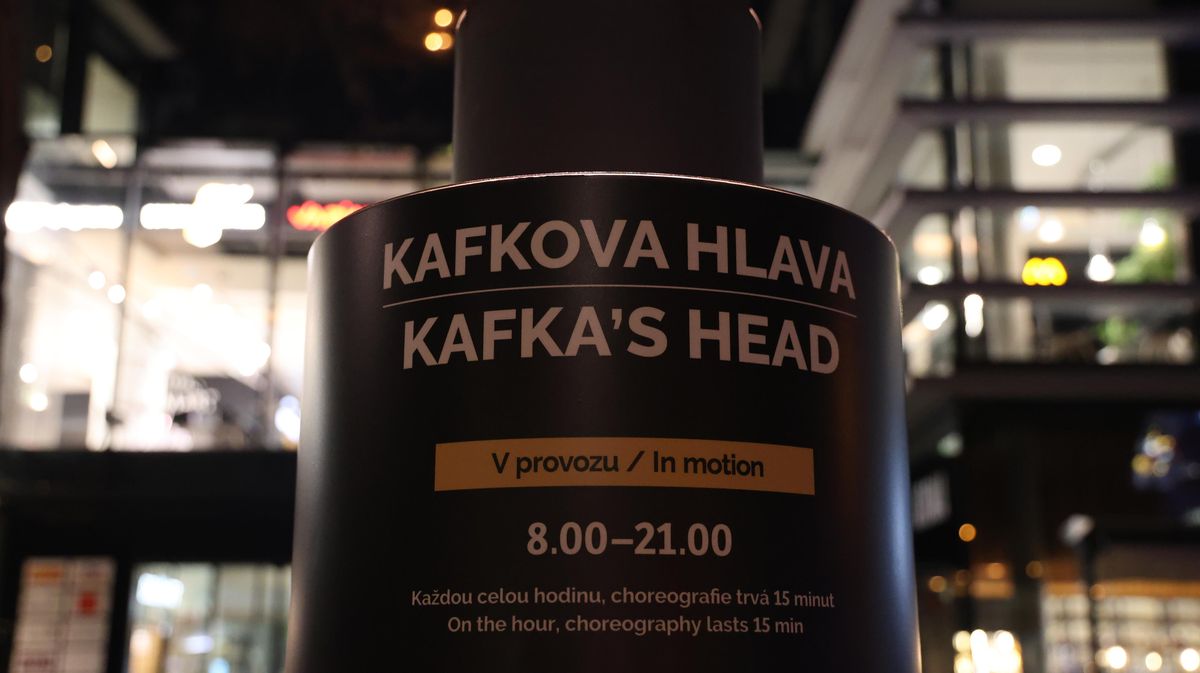 KAFKOVA HLAVA
KAFKA'S HEAD
V provozu / In motion
8.00–21.00
Každou celou hodinu, choreografie trvá 15 minut
On the hour, choreography lasts 15 min